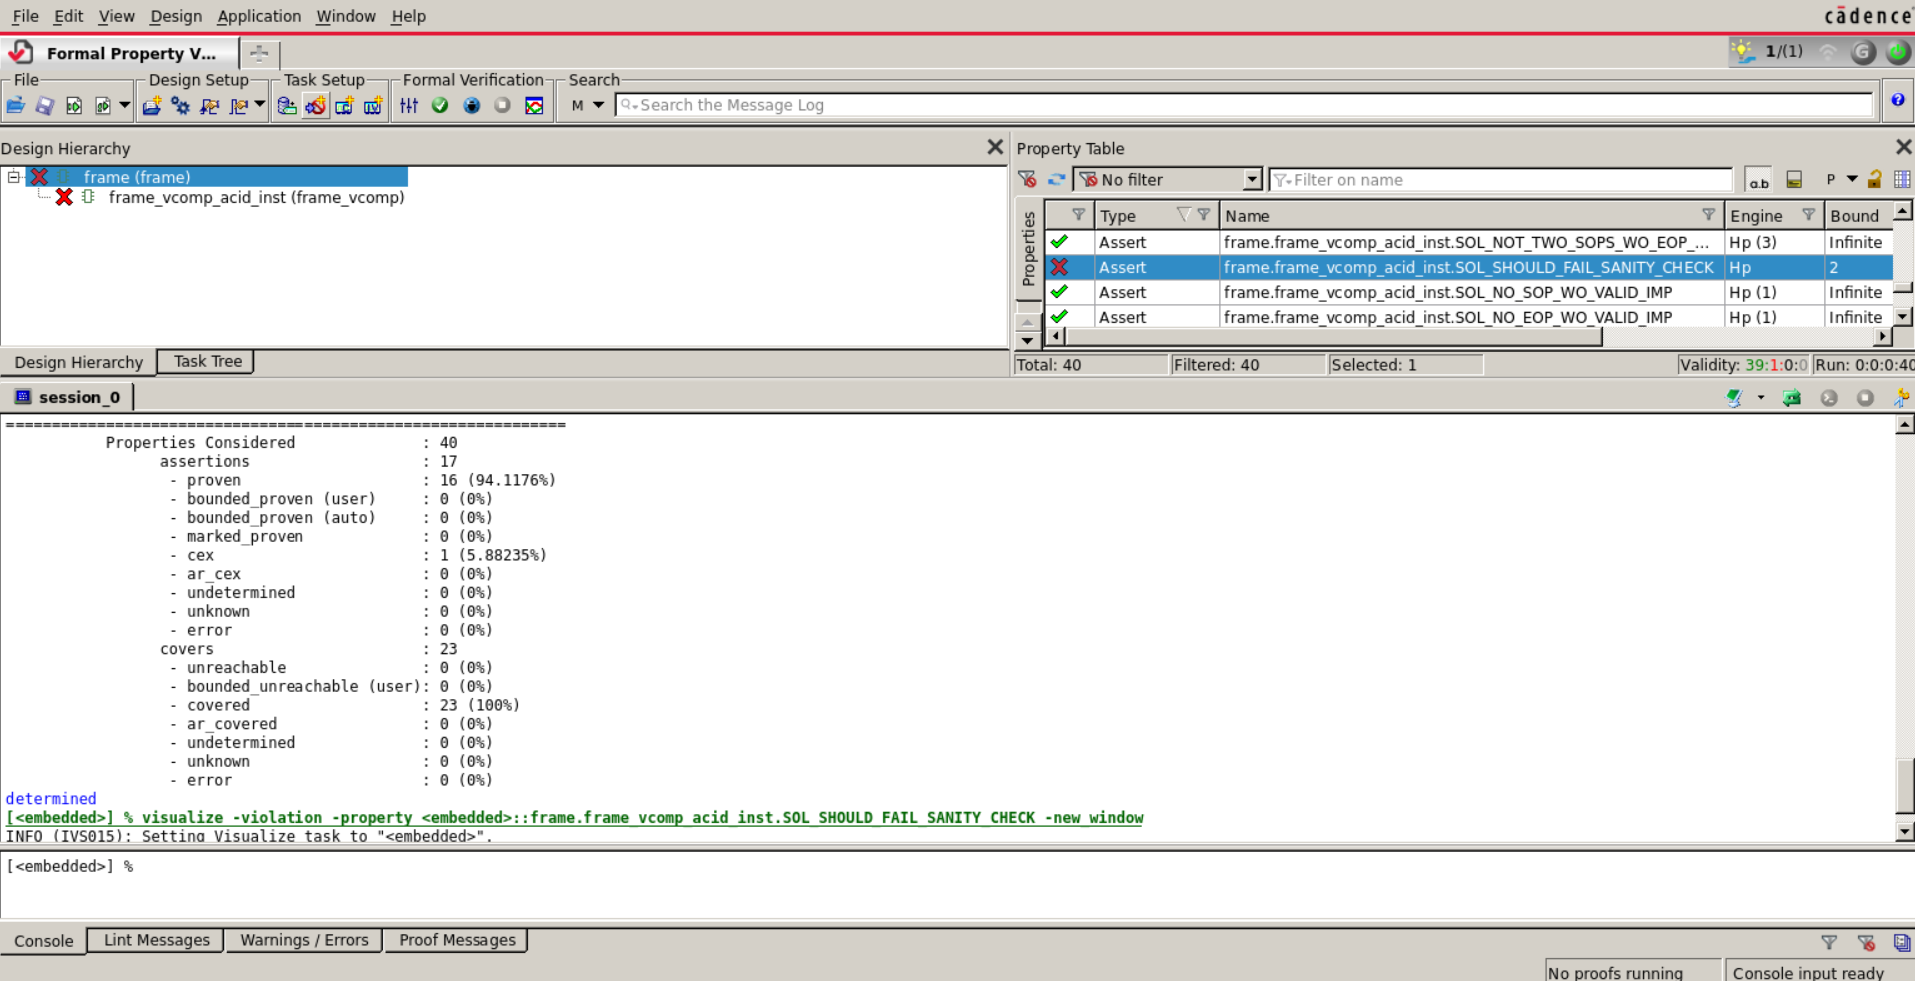 File Edit View Design Application Window Help
cādence
Formal Property V...
1/(1)
File Design Setup Task Setup Formal Verification Search
M Search the Message Log
Design Hierarchy
frame (frame)
frame_vcomp_acid_inst (frame_vcomp)
Design Hierarchy Task Tree
Property Table
No filter Filter on name a.b P
Properties
Type Name Engine Bound
Assert frame.frame_vcomp_acid_inst.SOL_NOT_TWO_SOPS_WO_EOP_... Hp (3) Infinite
Assert frame.frame_vcomp_acid_inst.SOL_SHOULD_FAIL_SANITY_CHECK Hp 2
Assert frame.frame_vcomp_acid_inst.SOL_NO_SOP_WO_VALID_IMP Hp (1) Infinite
Assert frame.frame_vcomp_acid_inst.SOL_NO_EOP_WO_VALID_IMP Hp (1) Infinite
Total: 40 Filtered: 40 Selected: 1 Validity: 39:1:0:0 Run: 0:0:0:40
session_0
==============================================================
Properties Considered : 40
assertions : 17
- proven : 16 (94.1176%)
- bounded_proven (user) : 0 (0%)
- bounded_proven (auto) : 0 (0%)
- marked_proven : 0 (0%)
- cex : 1 (5.88235%)
- ar_cex : 0 (0%)
- undetermined : 0 (0%)
- unknown : 0 (0%)
- error : 0 (0%)
covers : 23
- unreachable : 0 (0%)
- bounded_unreachable (user): 0 (0%)
- covered : 23 (100%)
- ar_covered : 0 (0%)
- undetermined : 0 (0%)
- unknown : 0 (0%)
- error : 0 (0%)
determined
[<embedded>] % visualize -violation -property <embedded>::frame.frame_vcomp_acid_inst.SOL_SHOULD_FAIL_SANITY_CHECK -new_window
INFO (IVS015): Setting Visualize task to "<embedded>".
[<embedded>] %
Console Lint Messages Warnings / Errors Proof Messages
No proofs running Console input ready